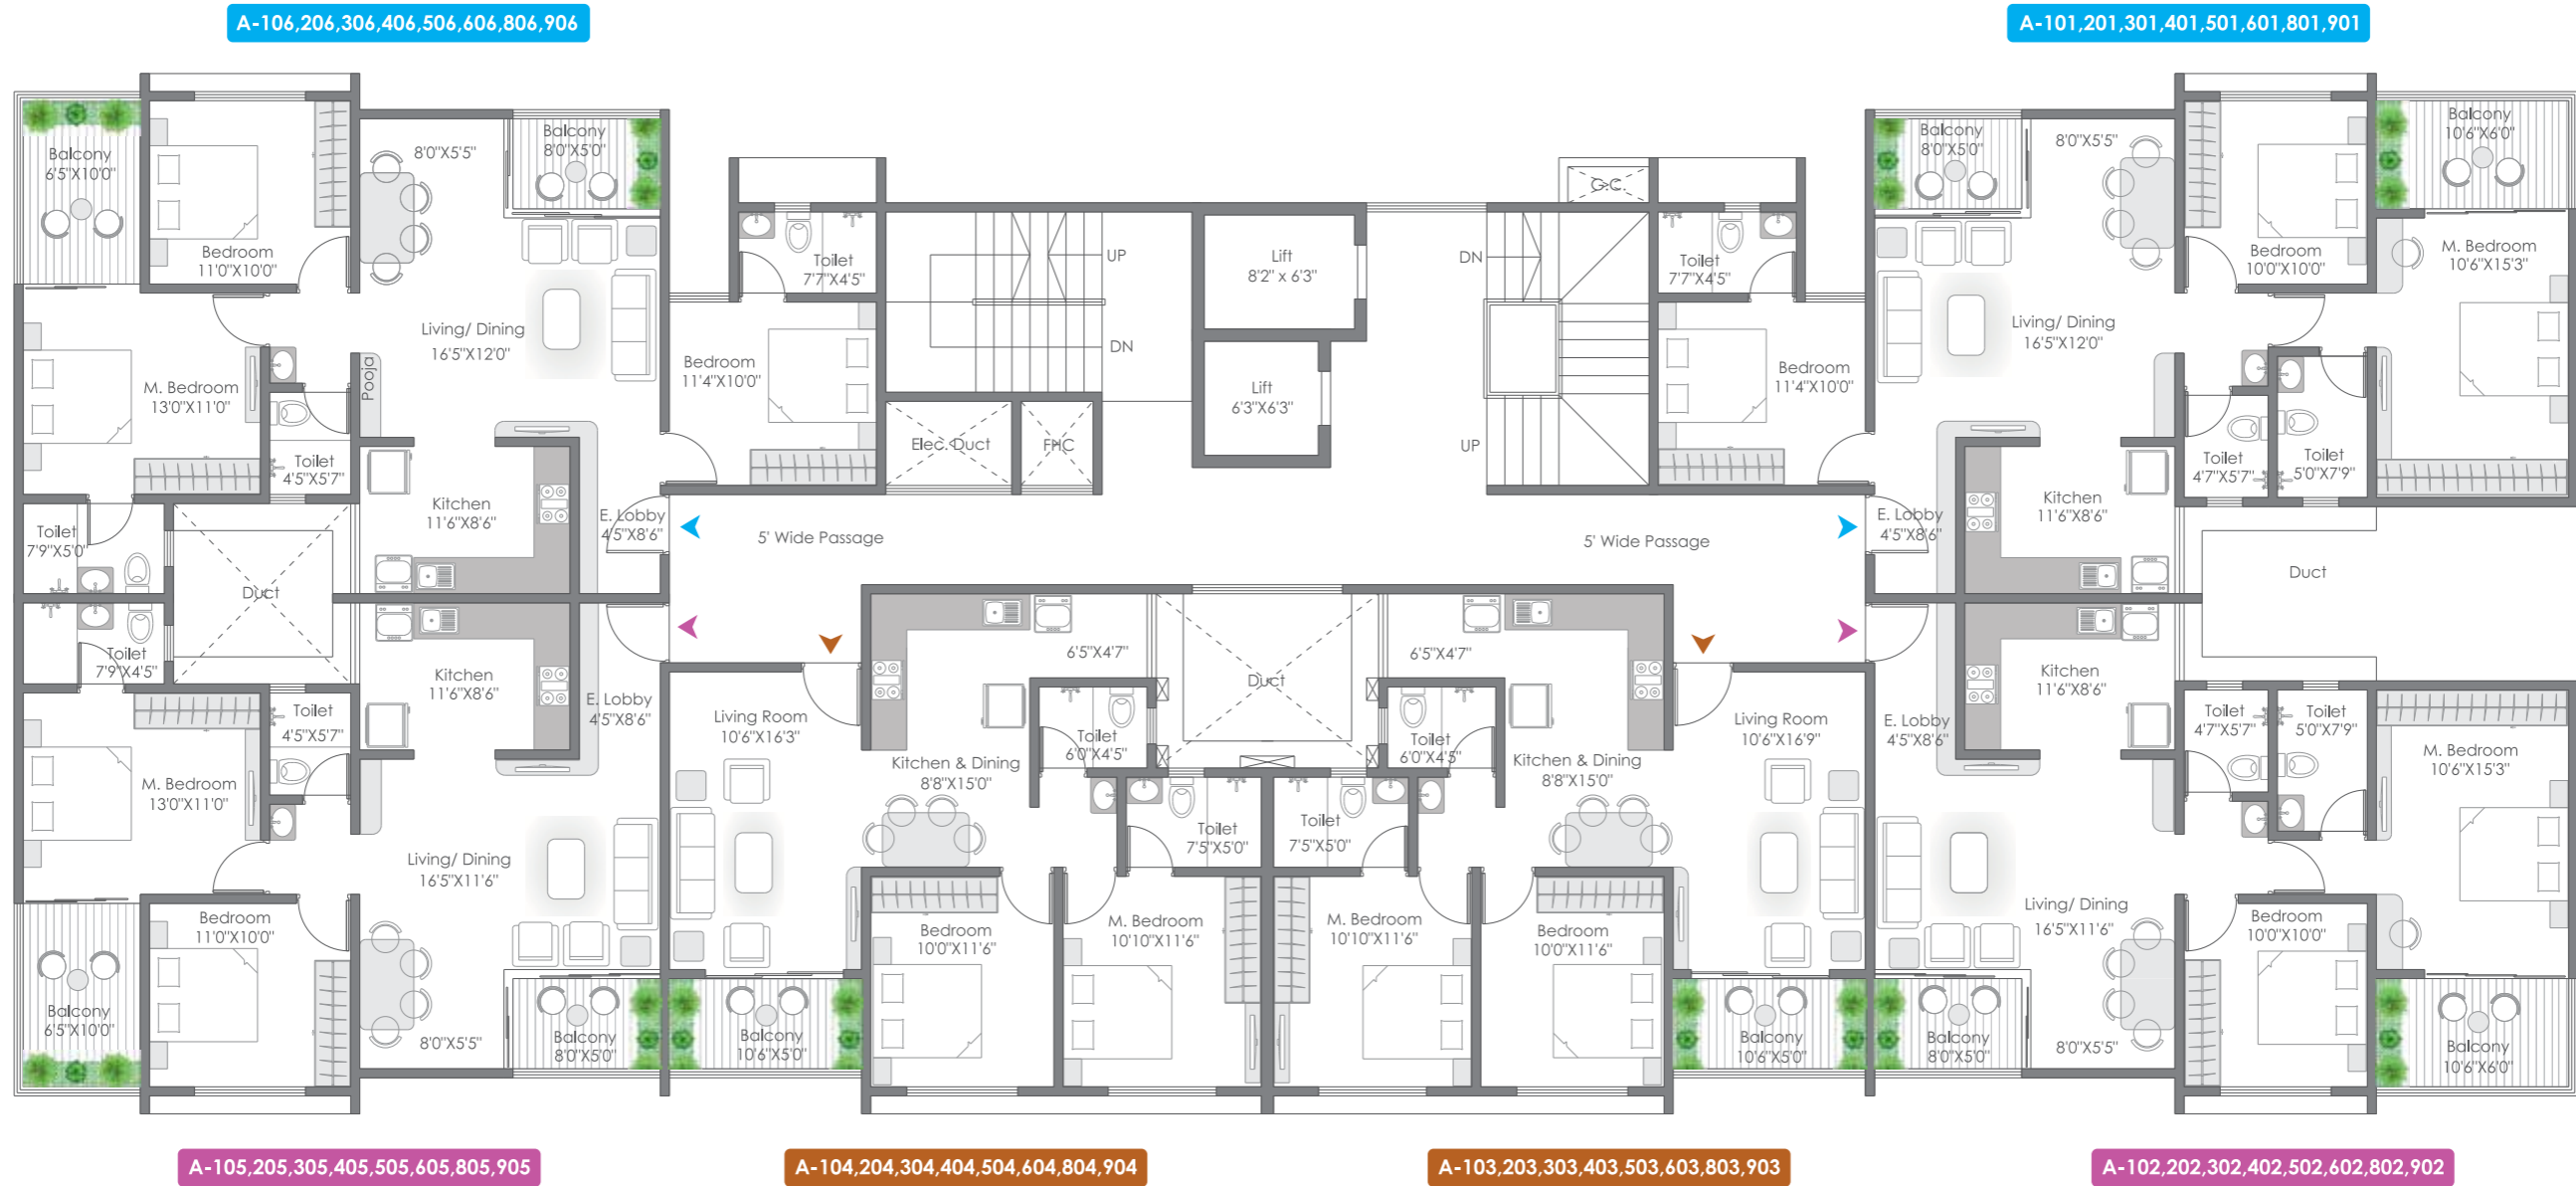 A-106,206,306,406,506,606,806,906
A-101,201,301,401,501,601,801,901
Balcony
6'5"X10'0"
Bedroom
11'0"X10'0"
8'0"X5'5"
Balcony
8'0"X5'0"
Living/ Dining
16'5"X12'0"
M. Bedroom
13'0"X11'0"
Pooja
Toilet
4'5"X5'7"
Kitchen
11'6"X8'6"
Toilet
7'9"X5'0"
E. Lobby
4'5"X8'6"
Toilet
7'7"X4'5"
Bedroom
11'4"X10'0"
UP
DN
Elec. Duct
FHC
Lift
8'2" x 6'3"
Lift
6'3"X6'3"
DN
UP
G.C.
Toilet
7'7"X4'5"
Bedroom
11'4"X10'0"
Balcony
8'0"X5'0"
8'0"X5'5"
Bedroom
10'0"X10'0"
Balcony
10'6"X6'0"
M. Bedroom
10'6"X15'3"
Living/ Dining
16'5"X12'0"
Toilet
4'7"X5'7"
Toilet
5'0"X7'9"
Kitchen
11'6"X8'6"
E. Lobby
4'5"X8'6"
5' Wide Passage
5' Wide Passage
Duct
Duct
Duct
Toilet
7'9"X4'5"
Kitchen
11'6"X8'6"
E. Lobby
4'5"X8'6"
Toilet
4'5"X5'7"
M. Bedroom
13'0"X11'0"
Living/ Dining
16'5"X11'6"
Bedroom
11'0"X10'0"
Balcony
6'5"X10'0"
8'0"X5'5"
Balcony
8'0"X5'0"
Living Room
10'6"X16'3"
Kitchen & Dining
8'8"X15'0"
6'5"X4'7"
Toilet
6'0"X4'5"
Toilet
7'5"X5'0"
Bedroom
10'0"X11'6"
M. Bedroom
10'10"X11'6"
Balcony
10'6"X5'0"
6'5"X4'7"
Toilet
6'0"X4'5"
Kitchen & Dining
8'8"X15'0"
Toilet
7'5"X5'0"
M. Bedroom
10'10"X11'6"
Bedroom
10'0"X11'6"
Living Room
10'6"X16'9"
Balcony
10'6"X5'0"
Kitchen
11'6"X8'6"
E. Lobby
4'5"X8'6"
Toilet
4'7"X5'7"
Toilet
5'0"X7'9"
M. Bedroom
10'6"X15'3"
Living/ Dining
16'5"X11'6"
Bedroom
10'0"X10'0"
Balcony
8'0"X5'0"
8'0"X5'5"
Balcony
10'6"X6'0"
A-105,205,305,405,505,605,805,905
A-104,204,304,404,504,604,804,904
A-103,203,303,403,503,603,803,903
A-102,202,302,402,502,602,802,902